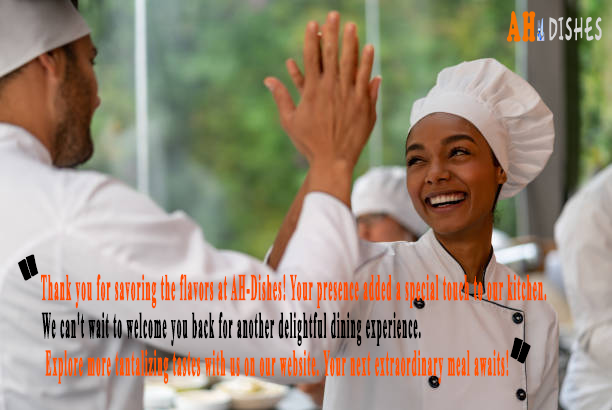 AH DISHES
" Thank you for savoring the flavors at AH-Dishes! Your presence added a special touch to our kitchen.
We can't wait to welcome you back for another delightful dining experience.
Explore more tantalizing tastes with us on our website. Your next extraordinary meal awaits! "